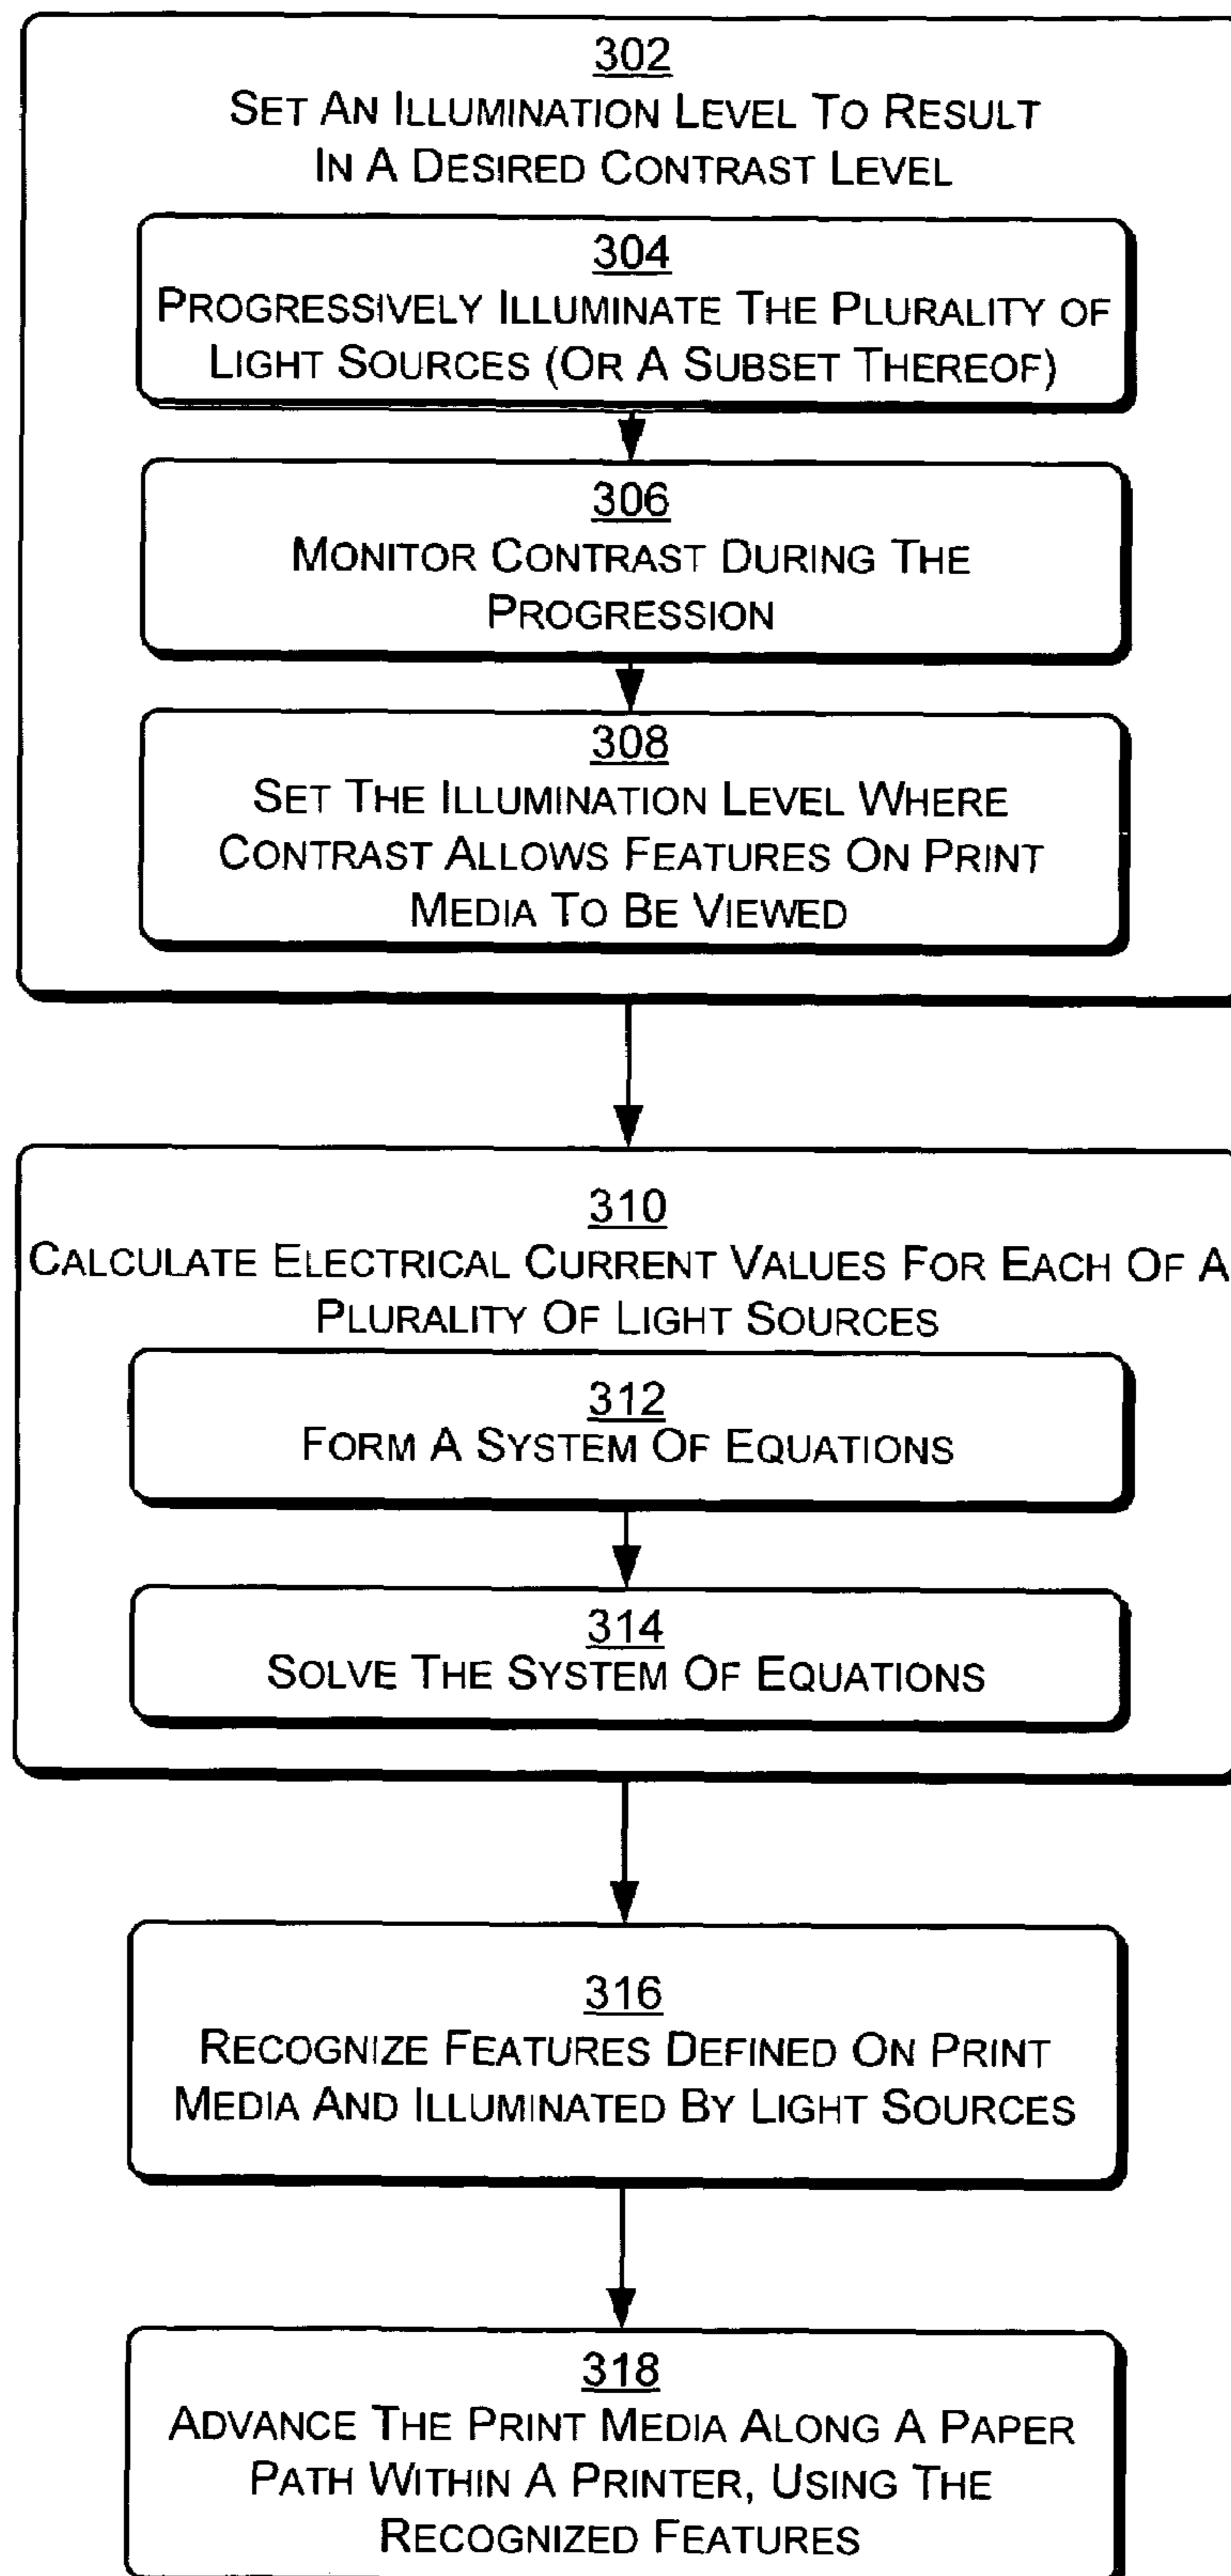 302
SET AN ILLUMINATION LEVEL TO RESULT
IN A DESIRED CONTRAST LEVEL
304
PROGRESSIVELY ILLUMINATE THE PLURALITY OF
LIGHT SOURCES (OR A SUBSET THEREOF)
306
MONITOR CONTRAST DURING THE
PROGRESSION
308
SET THE ILLUMINATION LEVEL WHERE
CONTRAST ALLOWS FEATURES ON PRINT
MEDIA TO BE VIEWED
310
CALCULATE ELECTRICAL CURRENT VALUES FOR EACH OF A
PLURALITY OF LIGHT SOURCES
312
FORM A SYSTEM OF EQUATIONS
314
SOLVE THE SYSTEM OF EQUATIONS
316
RECOGNIZE FEATURES DEFINED ON PRINT
MEDIA AND ILLUMINATED BY LIGHT SOURCES
318
ADVANCE THE PRINT MEDIA ALONG A PAPER
PATH WITHIN A PRINTER, USING THE
RECOGNIZED FEATURES